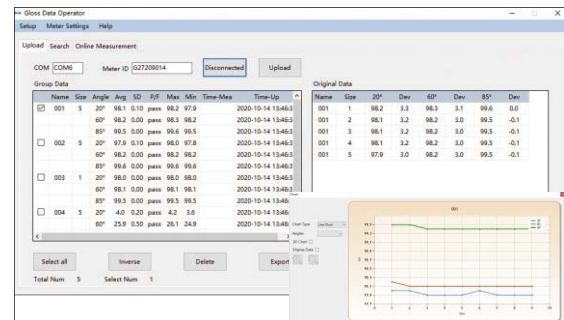 Gloss Data Operator
Setup Meter Settings Help
Upload Search Online Measurement
COM COM6 Meter ID G27209014 Disconnected Upload
Group Data
Name Size Angle Avg SD P/F Max Min Time-Mea Time-Up
001 5 20° 98.1 0.10 pass 98.2 97.9 2020-10-14 13:46:3
60° 98.2 0.00 pass 98.3 98.2 2020-10-14 13:46:3
85° 99.5 0.00 pass 99.6 99.5 2020-10-14 13:46:3
002 5 20° 97.9 0.10 pass 98.0 97.8 2020-10-14 13:46:3
60° 98.2 0.00 pass 98.2 98.2 2020-10-14 13:46:3
85° 99.6 0.00 pass 99.6 99.6 2020-10-14 13:46:3
003 1 20° 98.0 0.00 pass 98.0 98.0 2020-10-14 13:46:
60° 98.1 0.00 pass 98.1 98.1 2020-10-14 13:46:
85° 99.5 0.00 pass 99.5 99.5 2020-10-14 13:46:
004 5 20° 4.0 0.20 pass 4.2 3.6 2020-10-14 13:48:
60° 25.9 0.50 pass 26.1 24.9 2020-10-14 13:48:
Select all Inverse Delete Export
Total Num 5 Select Num 1
Original Data
Name Size 20° Dev 60° Dev 85° Dev
001 1 98.2 3.3 98.3 3.1 99.6 0.0
001 2 98.1 3.2 98.2 3.0 99.5 -0.1
001 3 98.1 3.2 98.2 3.0 99.5 -0.1
001 4 98.1 3.2 98.2 3.0 99.5 -0.1
001 5 97.9 3.0 98.2 3.0 99.5 -0.1
Chart
Chart Type
Angles
3D Chart
Display Data
001